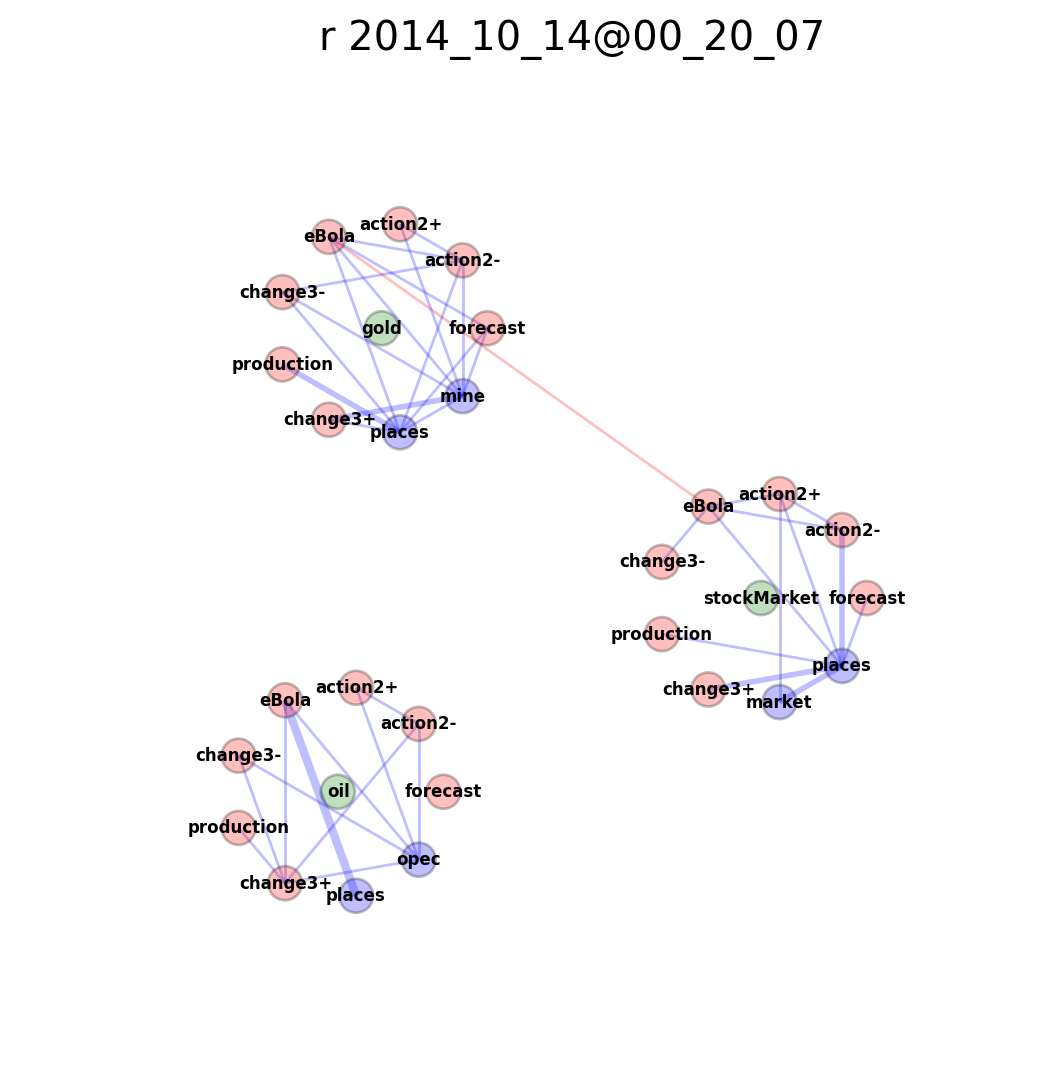 r 2014_10_14@00_20_07
action2+
eBola
action2-
change3-
gold
forecast
production
mine
change3+
places
action2+
eBola
action2-
change3-
stockMarket
forecast
production
places
change3+
market
action2+
eBola
action2-
change3-
oil
forecast
production
opec
change3+
places